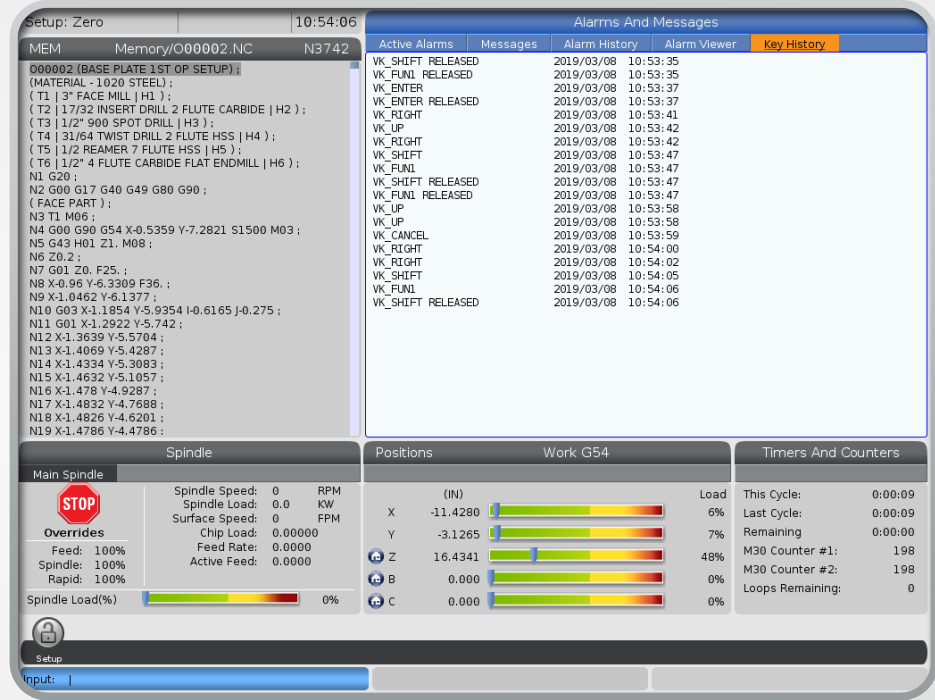 Setup: Zero
10:54:06
MEM Memory/O00002.NC N3742
O00002 (BASE PLATE 1ST OP SETUP) ;
(MATERIAL - 1020 STEEL) ;
( T1 | 3" FACE MILL | H1 ) ;
( T2 | 17/32 INSERT DRILL 2 FLUTE CARBIDE | H2 ) ;
( T3 | 1/2" 900 SPOT DRILL | H3 ) ;
( T4 | 31/64 TWIST DRILL 2 FLUTE HSS | H4 ) ;
( T5 | 1/2 REAMER 7 FLUTE HSS | H5 ) ;
( T6 | 1/2" 4 FLUTE CARBIDE FLAT ENDMILL | H6 ) ;
N1 G20 ;
N2 G00 G17 G40 G49 G80 G90 ;
( FACE PART ) ;
N3 T1 M06 ;
N4 G00 G90 G54 X-0.5359 Y-7.2821 S1500 M03 ;
N5 G43 H01 Z1. M08 ;
N6 Z0.2 ;
N7 G01 Z0. F25. ;
N8 X-0.96 Y-6.3309 F36. ;
N9 X-1.0462 Y-6.1377 ;
N10 G03 X-1.1854 Y-5.9354 I-0.6165 J-0.275 ;
N11 G01 X-1.2922 Y-5.742 ;
N12 X-1.3639 Y-5.5704 ;
N13 X-1.4069 Y-5.4287 ;
N14 X-1.4334 Y-5.3083 ;
N15 X-1.4632 Y-5.1057 ;
N16 X-1.478 Y-4.9287 ;
N17 X-1.4832 Y-4.7688 ;
N18 X-1.4826 Y-4.6201 ;
N19 X-1.4786 Y-4.4786 ;
Alarms And Messages
Active Alarms Messages Alarm History Alarm Viewer Key History
VK_SHIFT RELEASED 2019/03/08 10:53:35
VK_FUN1 RELEASED 2019/03/08 10:53:35
VK_ENTER 2019/03/08 10:53:37
VK_ENTER RELEASED 2019/03/08 10:53:37
VK_RIGHT 2019/03/08 10:53:41
VK_UP 2019/03/08 10:53:42
VK_RIGHT 2019/03/08 10:53:42
VK_SHIFT 2019/03/08 10:53:47
VK_FUN1 2019/03/08 10:53:47
VK_SHIFT RELEASED 2019/03/08 10:53:47
VK_FUN1 RELEASED 2019/03/08 10:53:47
VK_UP 2019/03/08 10:53:58
VK_UP 2019/03/08 10:53:58
VK_CANCEL 2019/03/08 10:53:59
VK_RIGHT 2019/03/08 10:54:00
VK_RIGHT 2019/03/08 10:54:02
VK_SHIFT 2019/03/08 10:54:05
VK_FUN1 2019/03/08 10:54:06
VK_SHIFT RELEASED 2019/03/08 10:54:06
Spindle
Main Spindle
STOP
Overrides
Feed: 100%
Spindle: 100%
Rapid: 100%
Spindle Speed: 0 RPM
Spindle Load: 0.0 KW
Surface Speed: 0 FPM
Chip Load: 0.00000
Feed Rate: 0.0000
Active Feed: 0.0000
Spindle Load(%) 0%
Positions Work G54
(IN) Load
X -11.4280 6%
Y -3.1265 7%
Z 16.4341 48%
B 0.000 0%
C 0.000 0%
Timers And Counters
This Cycle: 0:00:09
Last Cycle: 0:00:09
Remaining 0:00:00
M30 Counter #1: 198
M30 Counter #2: 198
Loops Remaining: 0
Setup
Input: |